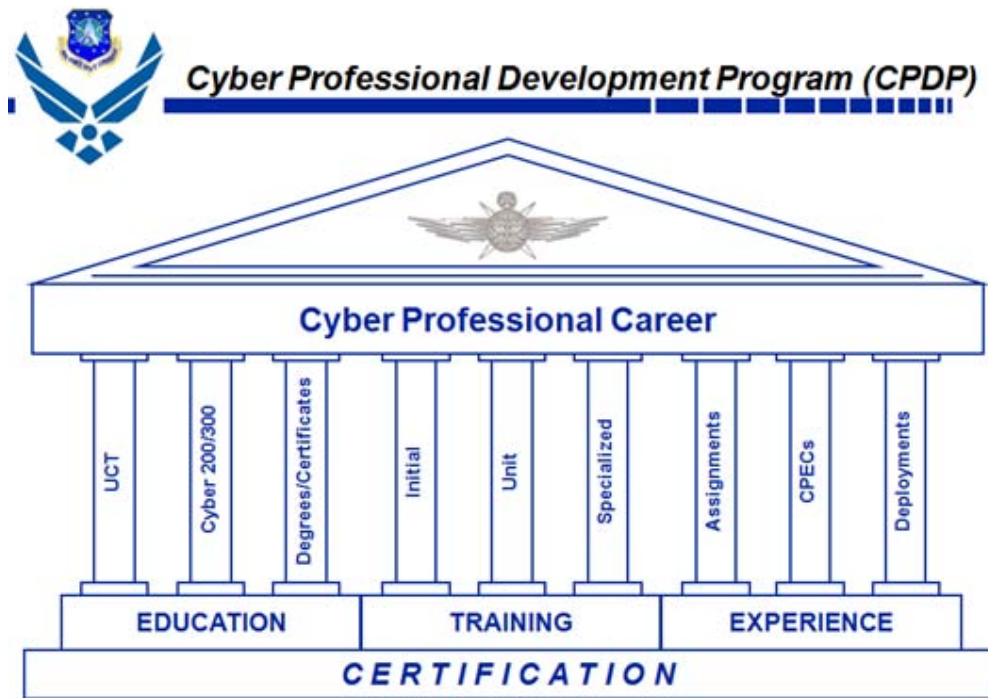 Cyber Professional Development Program (CPDP)
Cyber Professional Career
UCT
Cyber 200/300
Degrees/Certificates
Initial
Unit
Specialized
Assignments
CPECs
Deployments
EDUCATION
TRAINING
EXPERIENCE
CERTIFICATION